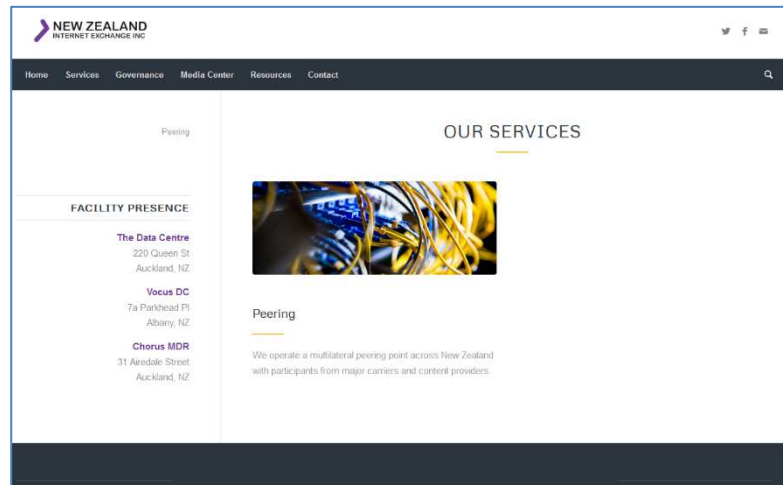 NEW ZEALAND
INTERNET EXCHANGE INC
Home Services Governance Media Center Resources Contact
Peering
FACILITY PRESENCE
The Data Centre
220 Queen St
Auckland, NZ
Vocus DC
7a Parkhead Pl
Albany, NZ
Chorus MDR
31 Airedale Street
Auckland, NZ
OUR SERVICES
Peering
We operate a multilateral peering point across New Zealand
with participants from major carriers and content providers.